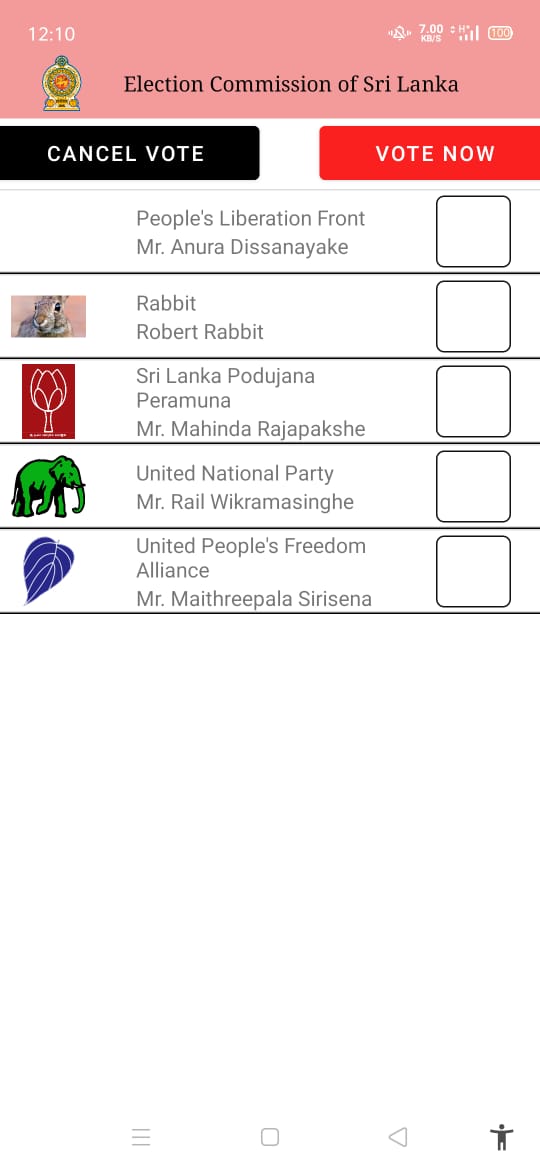 12:10
7.00
KB/S
H+
100
Election Commission of Sri Lanka
CANCEL VOTE
VOTE NOW
People's Liberation Front
Mr. Anura Dissanayake
Rabbit
Robert Rabbit
Sri Lanka Podujana
Peramuna
Mr. Mahinda Rajapakshe
United National Party
Mr. Rail Wikramasinghe
United People's Freedom
Alliance
Mr. Maithreepala Sirisena